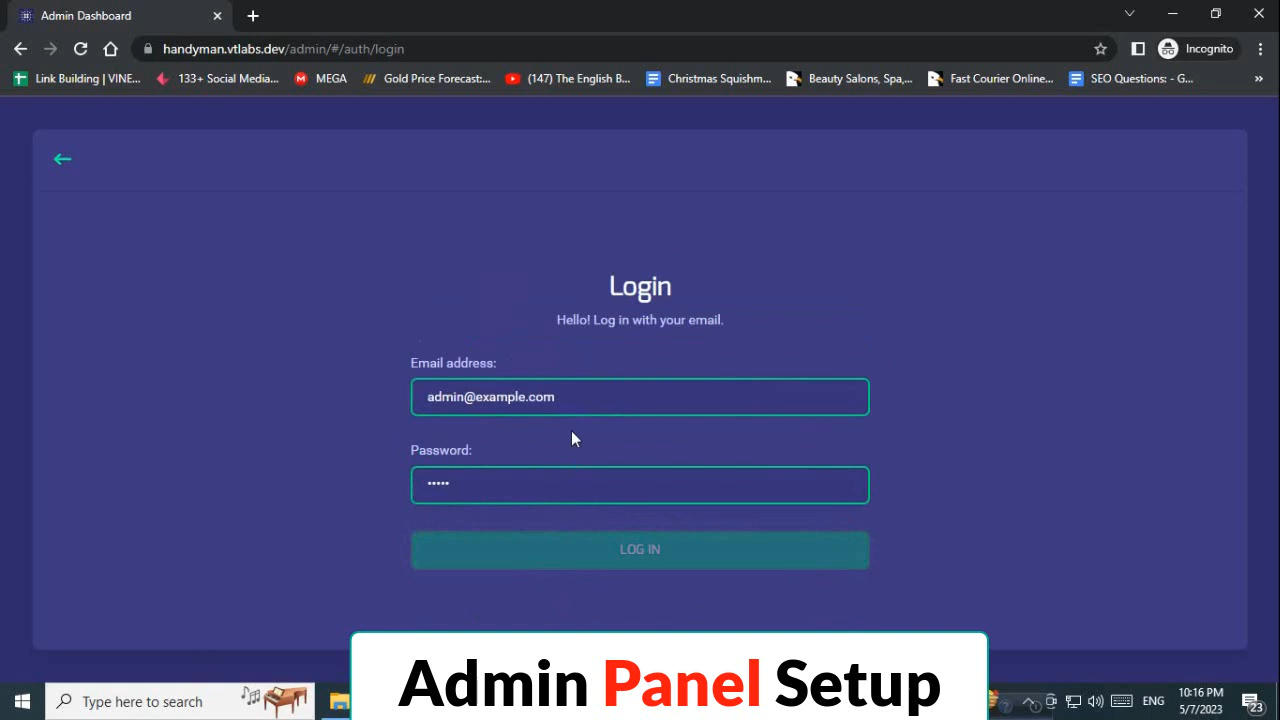 Admin Dashboard
handyman.vtlabs.dev/admin/#/auth/login
Incognito
Link Building | VINE...
133+ Social Media...
MEGA
Gold Price Forecast:...
(147) The English B...
Christmas Squishm...
Beauty Salons, Spa,...
Fast Courier Online...
SEO Questions: - G...
»
Login
Hello! Log in with your email.
Email address:
admin@example.com
Password:
•••••
LOG IN
Admin Panel Setup
Type here to search
ENG
10:16 PM
5/7/2023
23